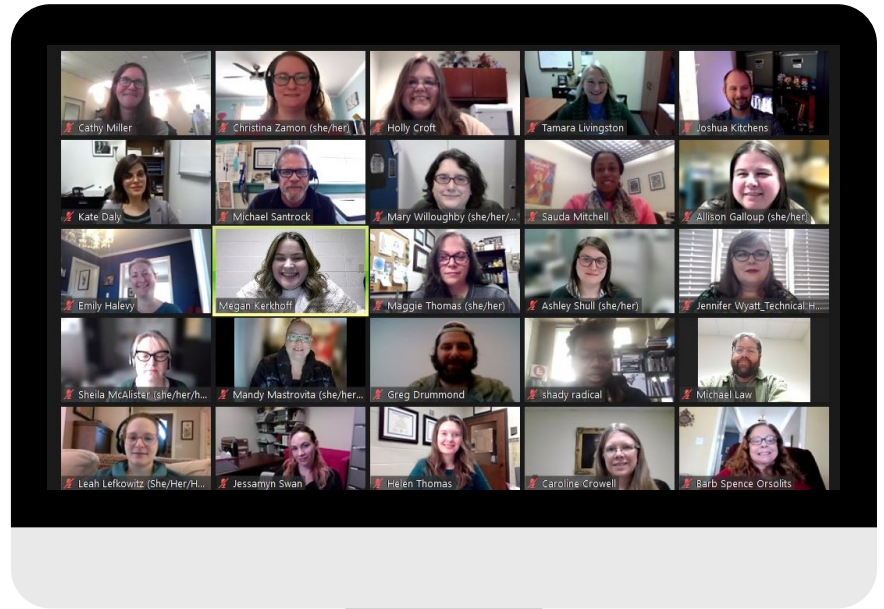 Cathy Miller
Christina Zamon (she/her)
Holly Croft
Tamara Livingston
Joshua Kitchens
Kate Daly
Michael Santrock
Mary Willoughby (she/her/...
Sauda Mitchell
Allison Galloup (she/her)
Emily Halevy
Megan Kerkhoff
Maggie Thomas (she/her)
Ashley Shull (she/her)
Jennifer Wyatt_Technical H...
Sheila McAlister (she/her/h...
Mandy Mastrovita (she/her...
Greg Drummond
shady radical
Michael Law
Leah Lefkowitz (She/Her/H...
Jessamyn Swan
Helen Thomas
Caroline Crowell
Barb Spence Orsolits